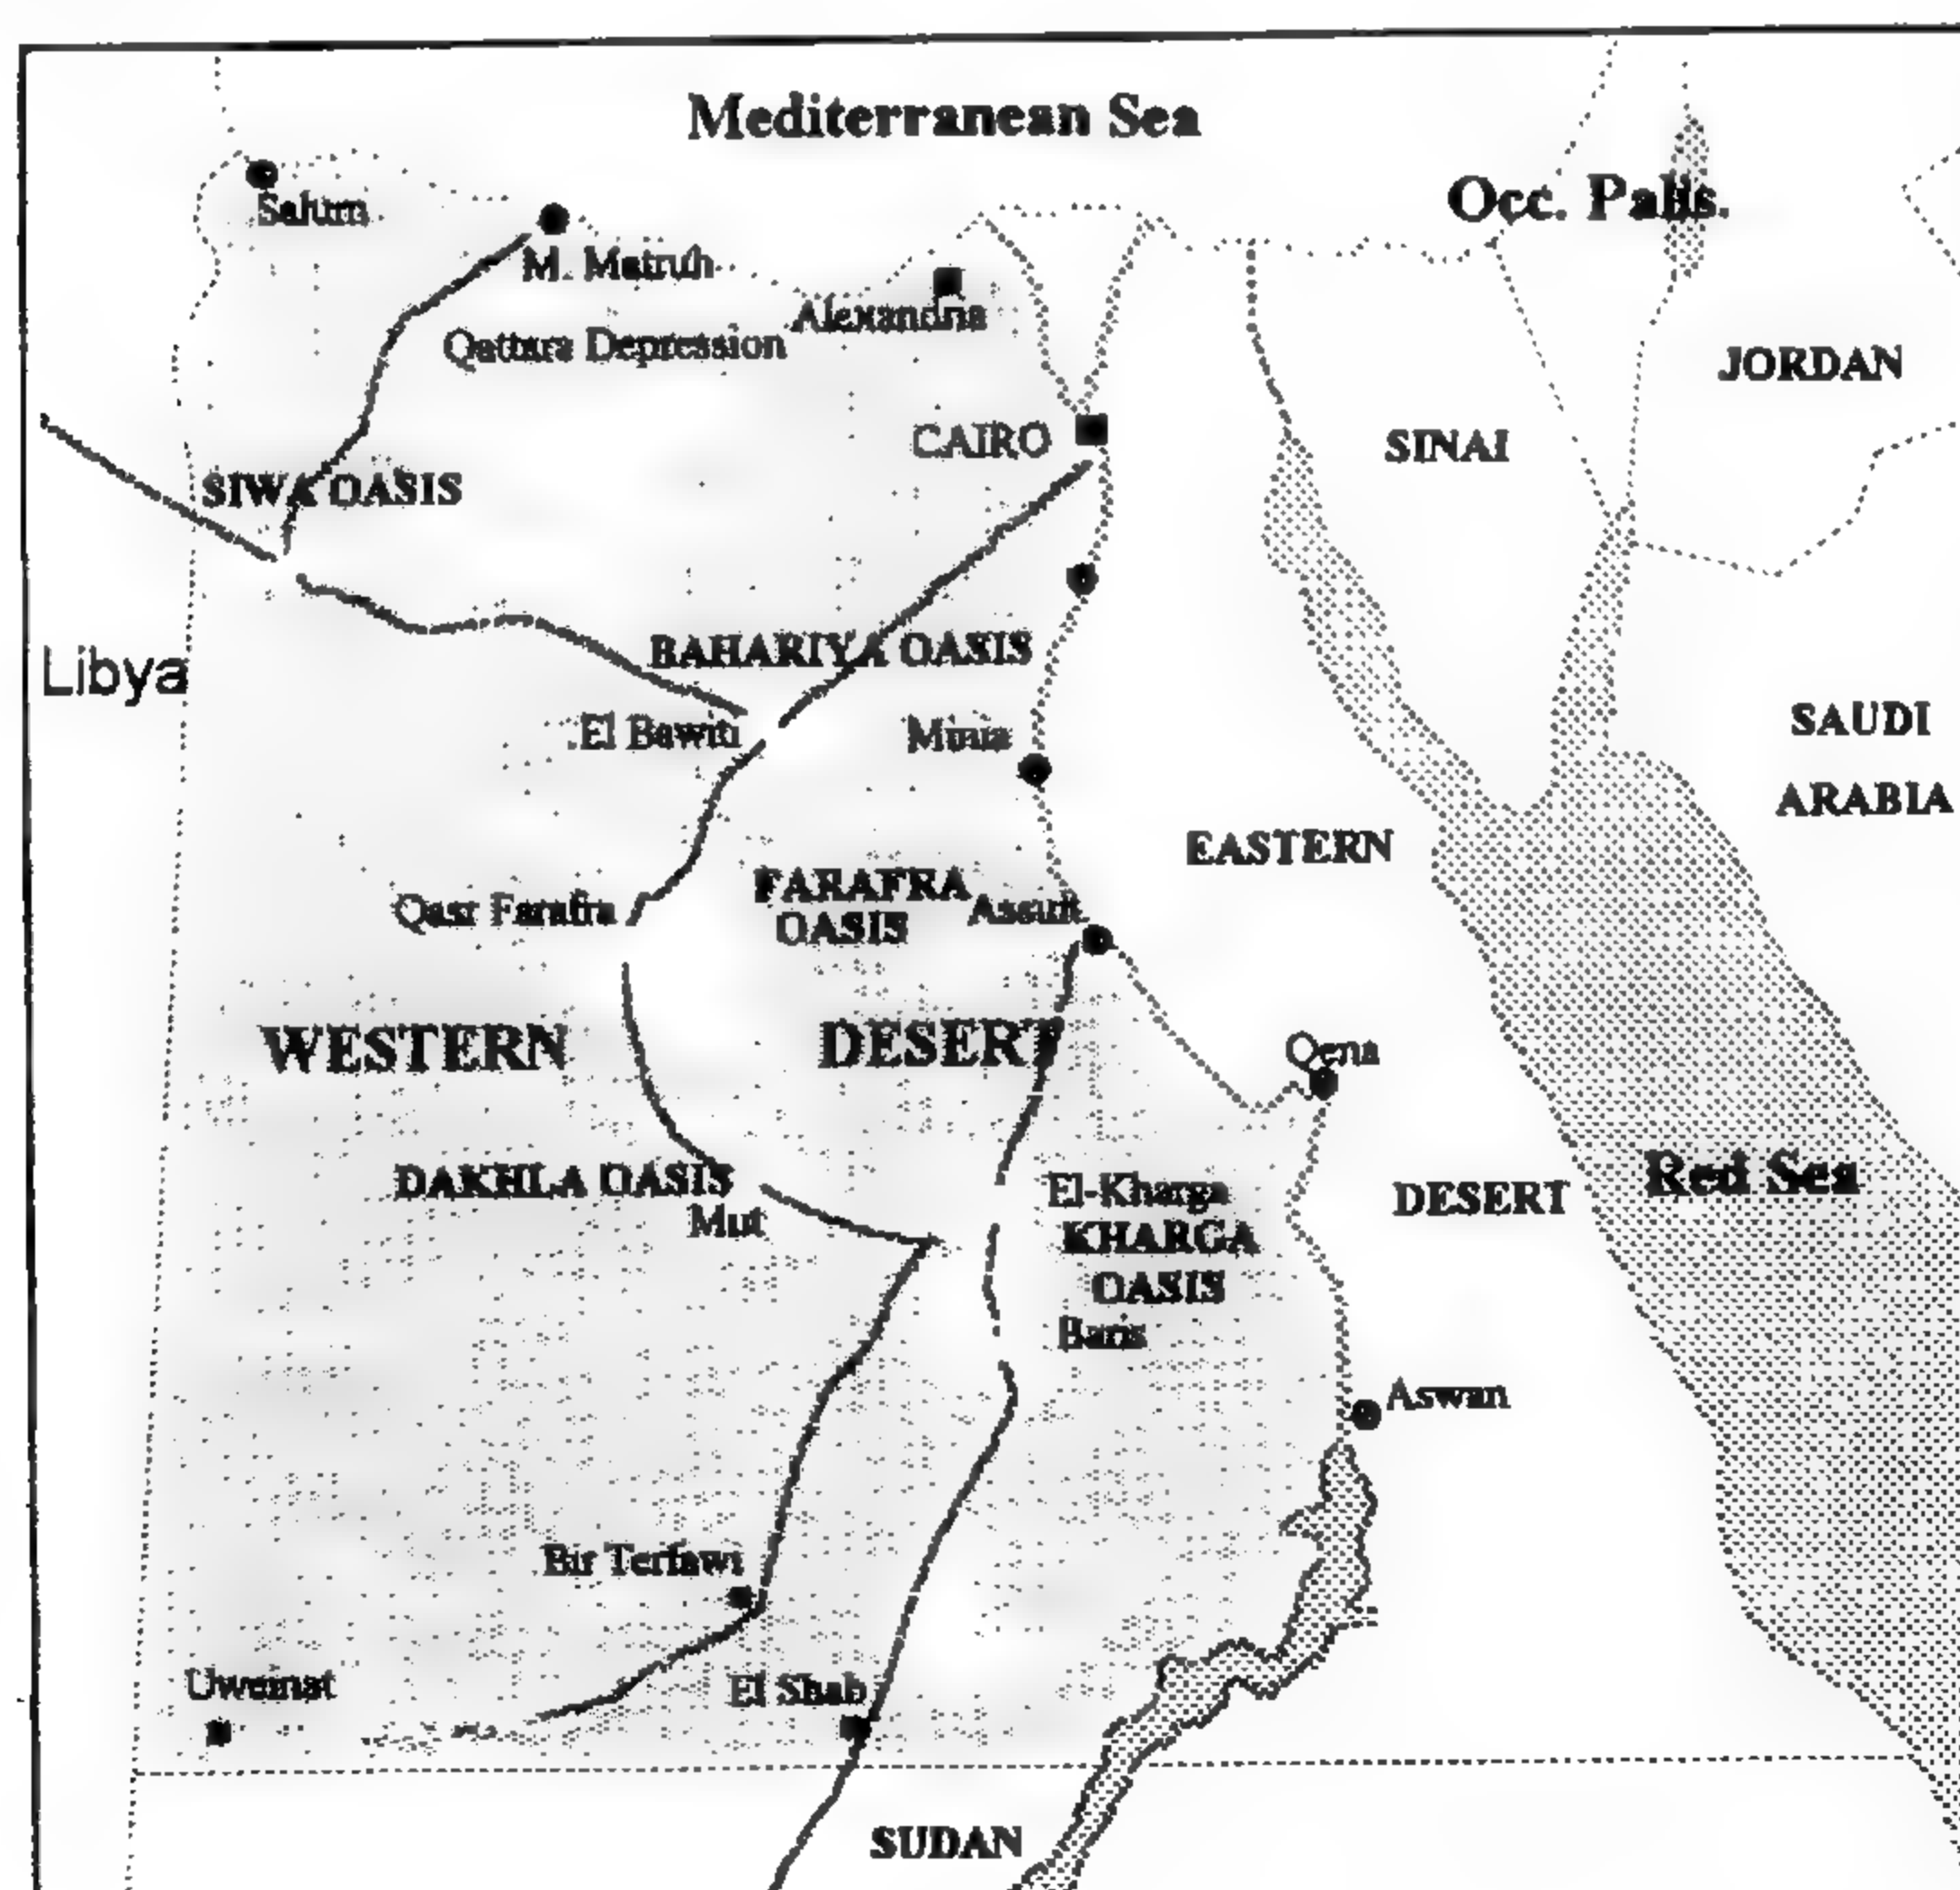 Mediterranean Sea
Occ. Palis.
Salum
M. Matruh
Alexandria
Qattara Depression
JORDAN
CAIRO
SINAI
SIWA OASIS
BAHARIYA OASIS
Libya
El Bawiti
Minia
SAUDI
ARABIA
EASTERN
FARAFRA
OASIS
Qasr Farafra
Assuit
WESTERN
DESERT
Qena
DAKHLA OASIS
Mut
El-Kharga
KHARGA
OASIS
Baris
DESERT
Red Sea
Aswan
Bir Terfawi
Uweinat
El Shab
SUDAN